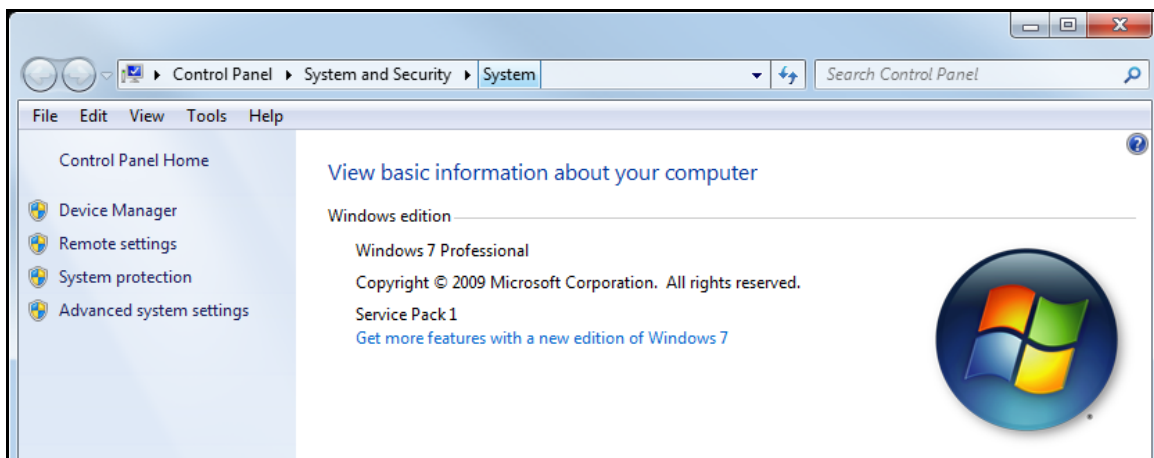 Control Panel System and Security System Search Control Panel
File Edit View Tools Help
Control Panel Home
Device Manager
Remote settings
System protection
Advanced system settings
View basic information about your computer
Windows edition
Windows 7 Professional
Copyright © 2009 Microsoft Corporation. All rights reserved.
Service Pack 1
Get more features with a new edition of Windows 7